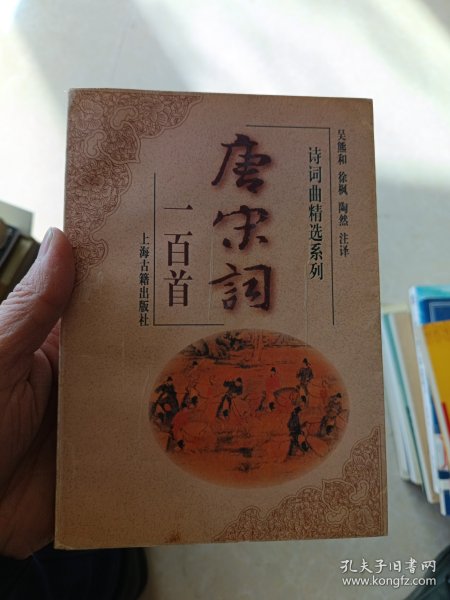 吴熊和 徐枫 陶然 注译
诗词曲精选系列
唐宋詞
一百首
上海古籍出版社
孔夫子旧书网
www.kongfz.com